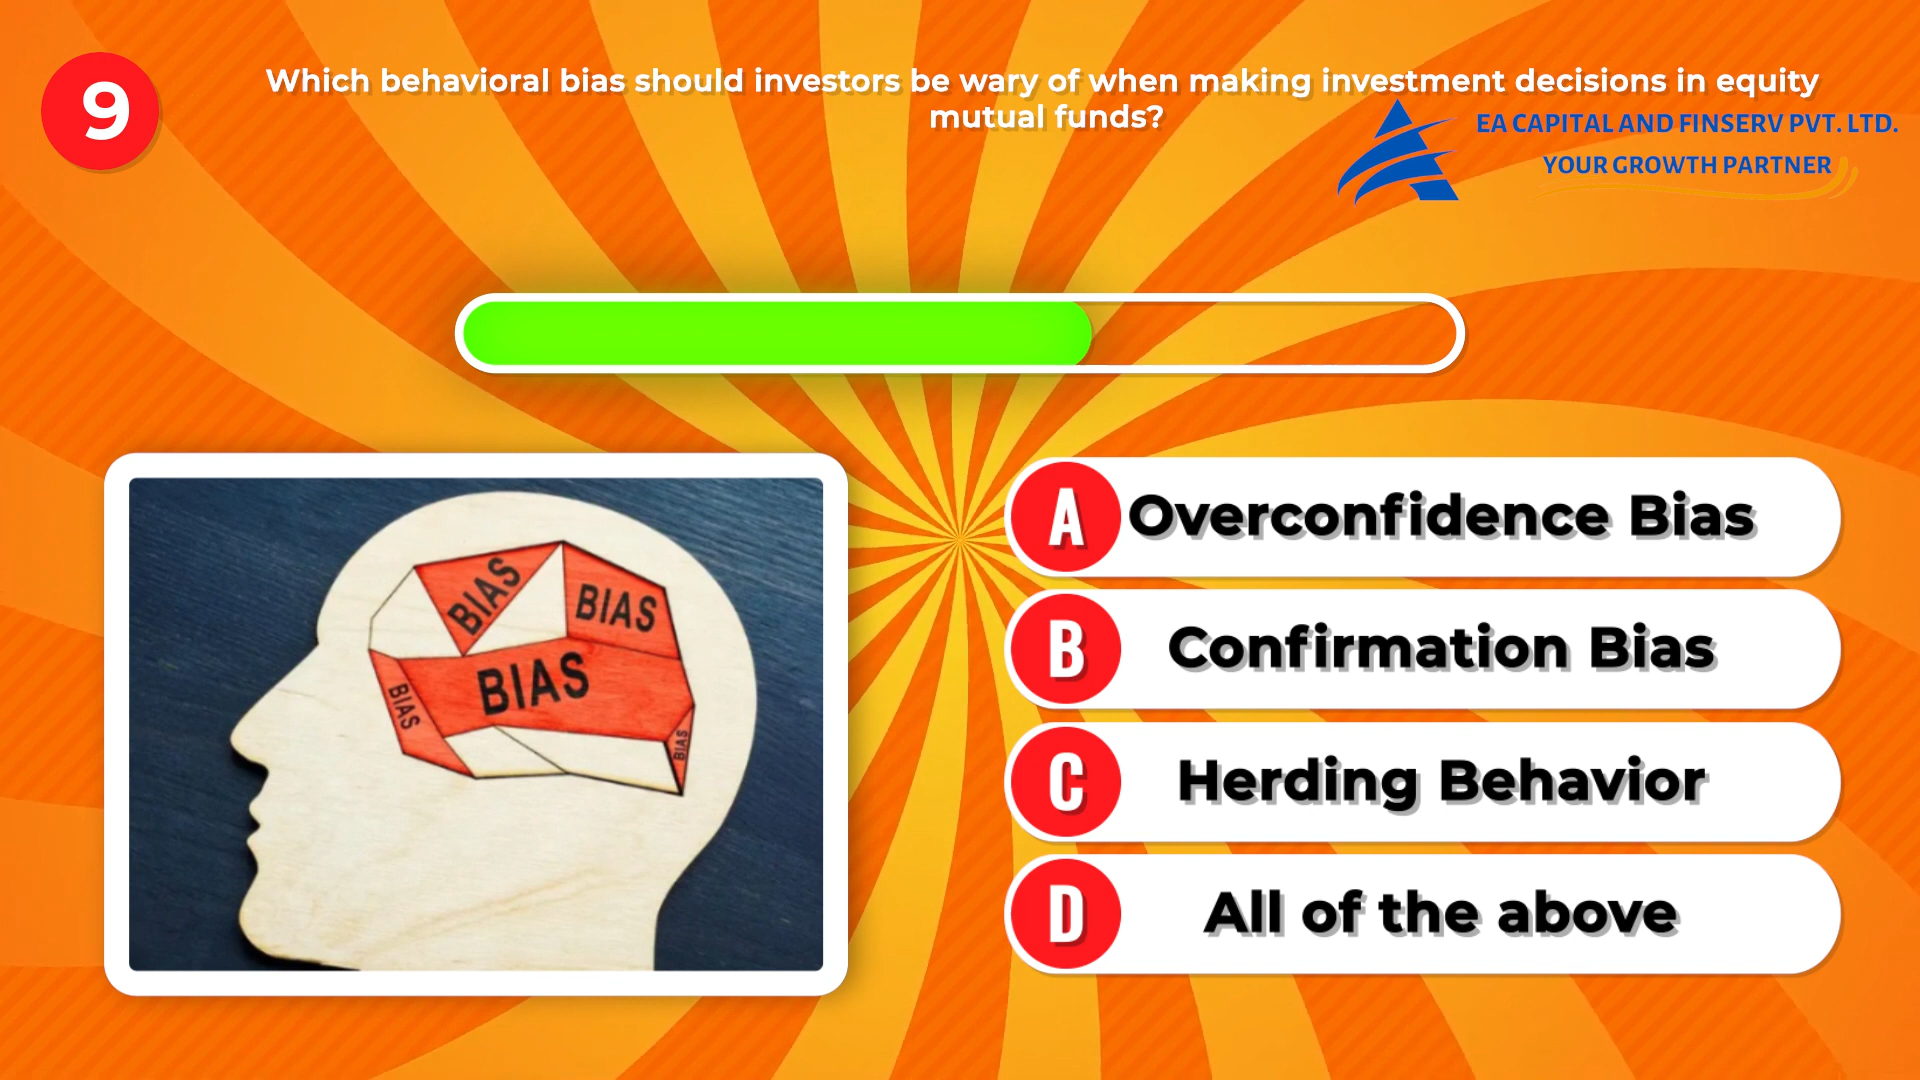 9
Which behavioral bias should investors be wary of when making investment decisions in equity
mutual funds?
EA CAPITAL AND FINSERV PVT. LTD.
YOUR GROWTH PARTNER
BIAS
BIAS
BIAS
BIAS
BIAS
A Overconfidence Bias
B Confirmation Bias
C Herding Behavior
D All of the above